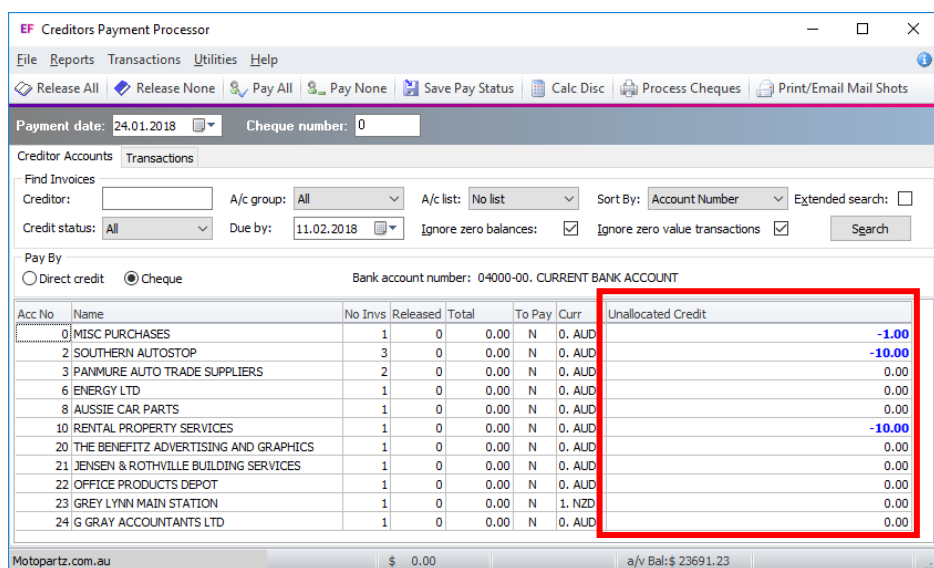 EF Creditors Payment Processor
File Reports Transactions Utilities Help
Release All Release None Pay All Pay None Save Pay Status Calc Disc Process Cheques Print/Email Mail Shots
Payment date: 24.01.2018 Cheque number: 0
Creditor Accounts Transactions
Find Invoices
Creditor: A/c group: All A/c list: No list Sort By: Account Number Extended search:
Credit status: All Due by: 11.02.2018 Ignore zero balances: Ignore zero value transactions Search
Pay By
Direct credit Cheque Bank account number: 04000-00. CURRENT BANK ACCOUNT
Acc No Name No Invs Released Total To Pay Curr Unallocated Credit
0 MISC PURCHASES 1 0 0.00 N 0. AUD -1.00
2 SOUTHERN AUTOSTOP 3 0 0.00 N 0. AUD -10.00
3 PANMURE AUTO TRADE SUPPLIERS 2 0 0.00 N 0. AUD 0.00
6 ENERGY LTD 1 0 0.00 N 0. AUD 0.00
8 AUSSIE CAR PARTS 1 0 0.00 N 0. AUD 0.00
10 RENTAL PROPERTY SERVICES 1 0 0.00 N 0. AUD -10.00
20 THE BENEFITZ ADVERTISING AND GRAPHICS 1 0 0.00 N 0. AUD 0.00
21 JENSEN & ROTHVILLE BUILDING SERVICES 1 0 0.00 N 0. AUD 0.00
22 OFFICE PRODUCTS DEPOT 1 0 0.00 N 0. AUD 0.00
23 GREY LYNN MAIN STATION 1 0 0.00 N 1. NZD 0.00
24 G GRAY ACCOUNTANTS LTD 1 0 0.00 N 0. AUD 0.00
Motopartz.com.au $ 0.00 a/v Bal:$ 23691.23